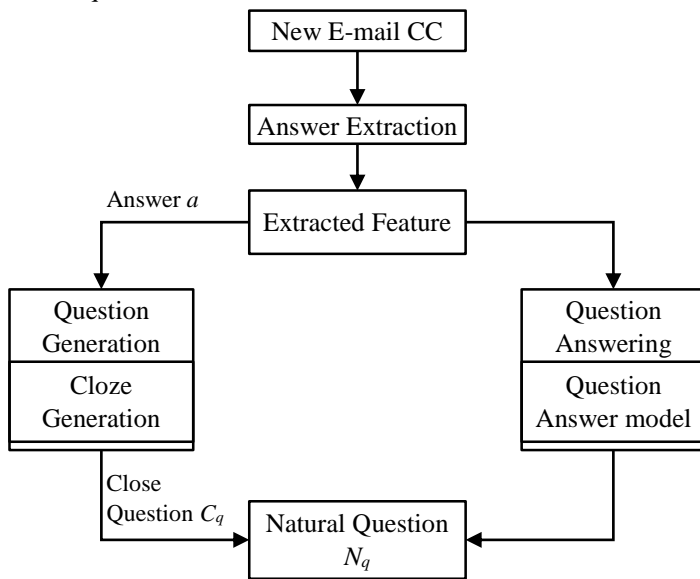 New E-mail CC
Answer Extraction
Answer a
Extracted Feature
Question
Generation
Cloze
Generation
Question
Answering
Question
Answer model
Close
Question Cq
Natural Question
Nq